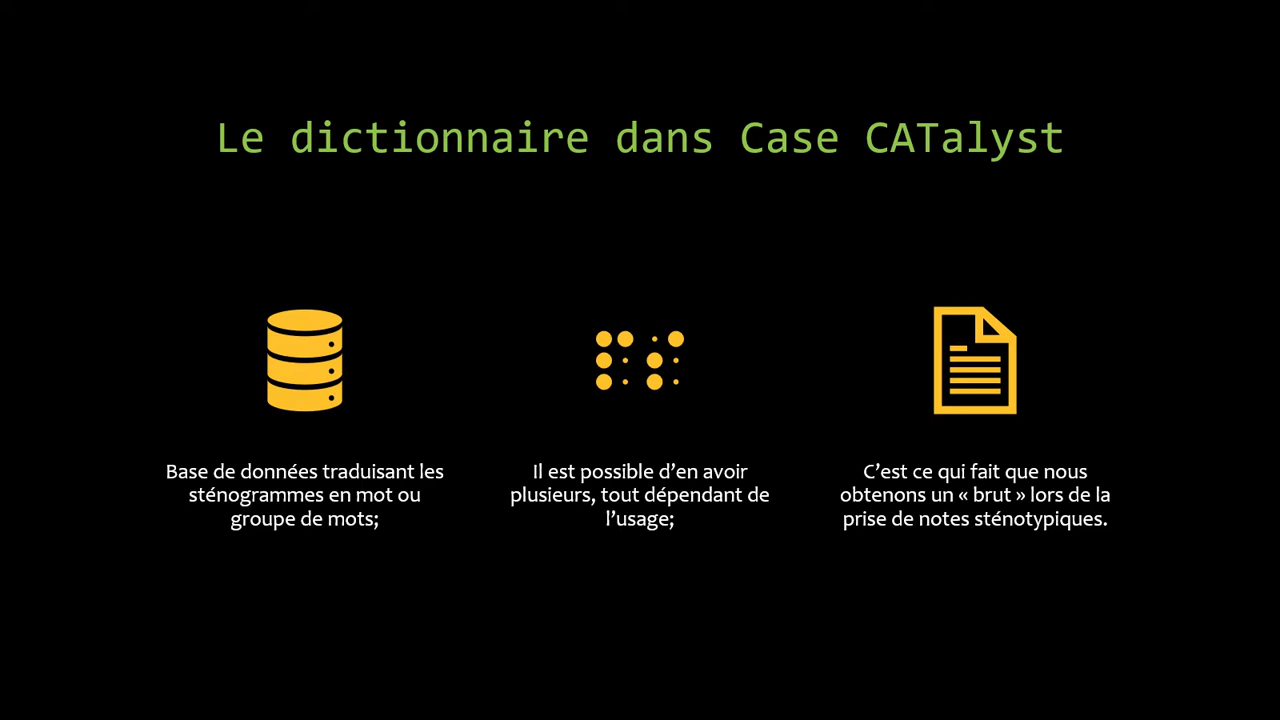 Le dictionnaire dans Case CATalyst
Base de données traduisant les
sténogrammes en mot ou
groupe de mots;
Il est possible d’en avoir
plusieurs, tout dépendant de
l’usage;
C’est ce qui fait que nous
obtenons un « brut » lors de la
prise de notes sténotypiques.